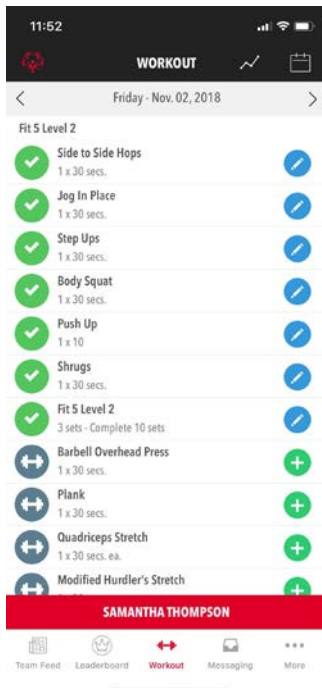 11:52
WORKOUT
Friday - Nov. 02, 2018
Fit 5 Level 2
Side to Side Hops
1 x 30 secs.
Jog In Place
1 x 30 secs.
Step Ups
1 x 30 secs.
Body Squat
1 x 30 secs.
Push Up
1 x 10
Shrugs
1 x 30 secs.
Fit 5 Level 2
3 sets - Complete 10 sets
Barbell Overhead Press
1 x 30 secs.
Plank
1 x 30 secs.
Quadriceps Stretch
1 x 30 secs. ea.
Modified Hurdler's Stretch
SAMANTHA THOMPSON
Team Feed Leaderboard Workout Messaging More